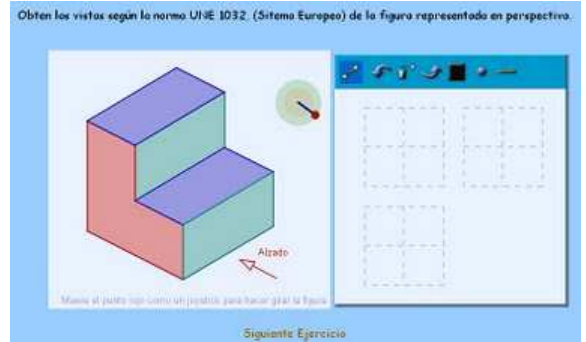 Obten las vistas según la norma UNE 1032, (Sitema Europeo) de la figura representada en perspectiva.
Alzado
Mueve el punto rojo como un joystick para hacer girar la figura
Siguiente Ejercicio